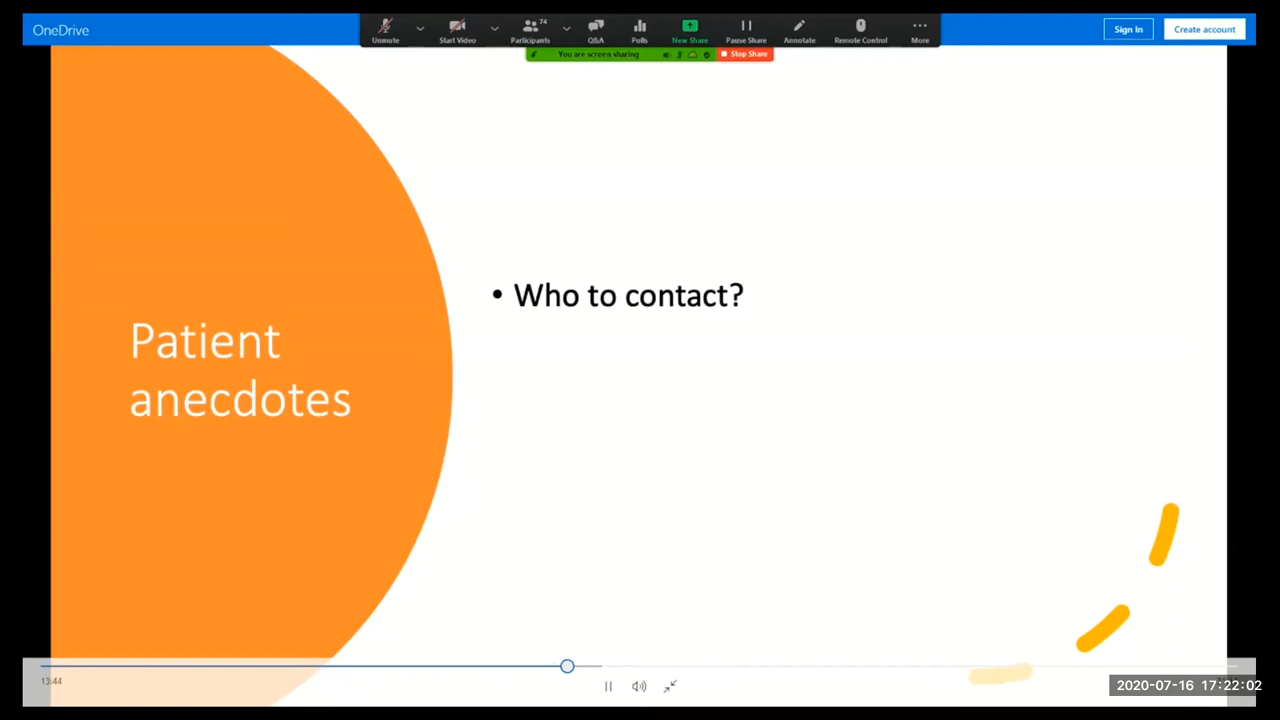 OneDrive
Unmute
Start Video
74
Participants
Q&A
Polls
New Share
Pause Share
Annotate
Remote Control
More
Sign In
Create account
You are screen sharing
Stop Share
• Who to contact?
Patient
anecdotes
13:44
2020-07-16 17:22:02